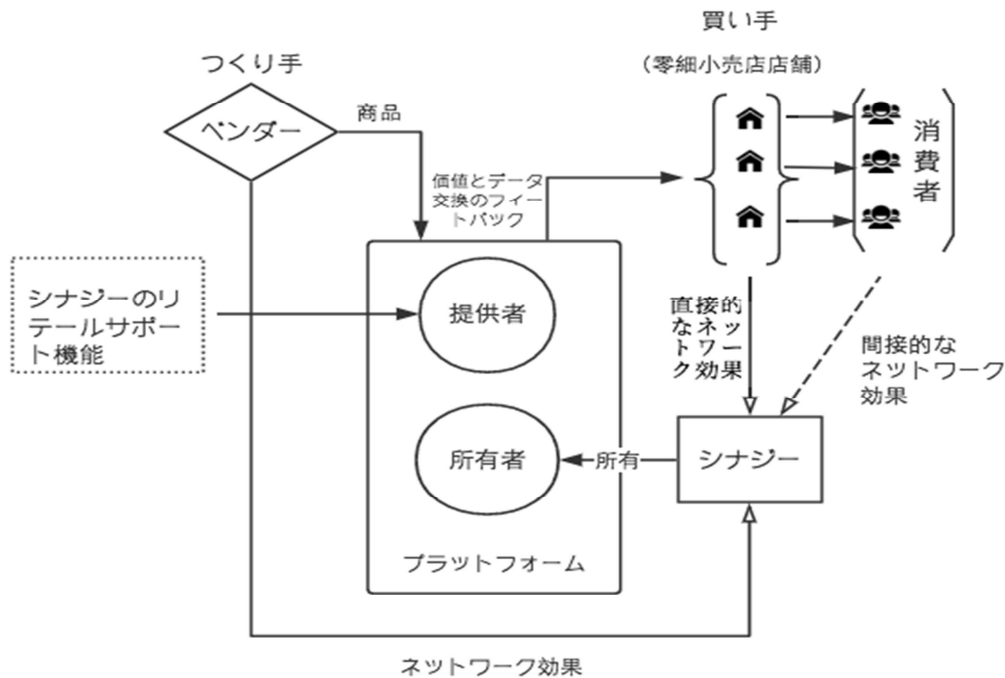 買い手
つくり手
（零細小売店店舗）
ベンダー
商品
消
費
者
価値とデータ
交換のフィー
トバック
シナジーのリ
テールサポー
ト機能
提供者
直接的
なネッ
トワー
ク効果
間接的な
ネットワーク
効果
所有者
所有
シナジー
プラットフォーム
ネットワーク効果